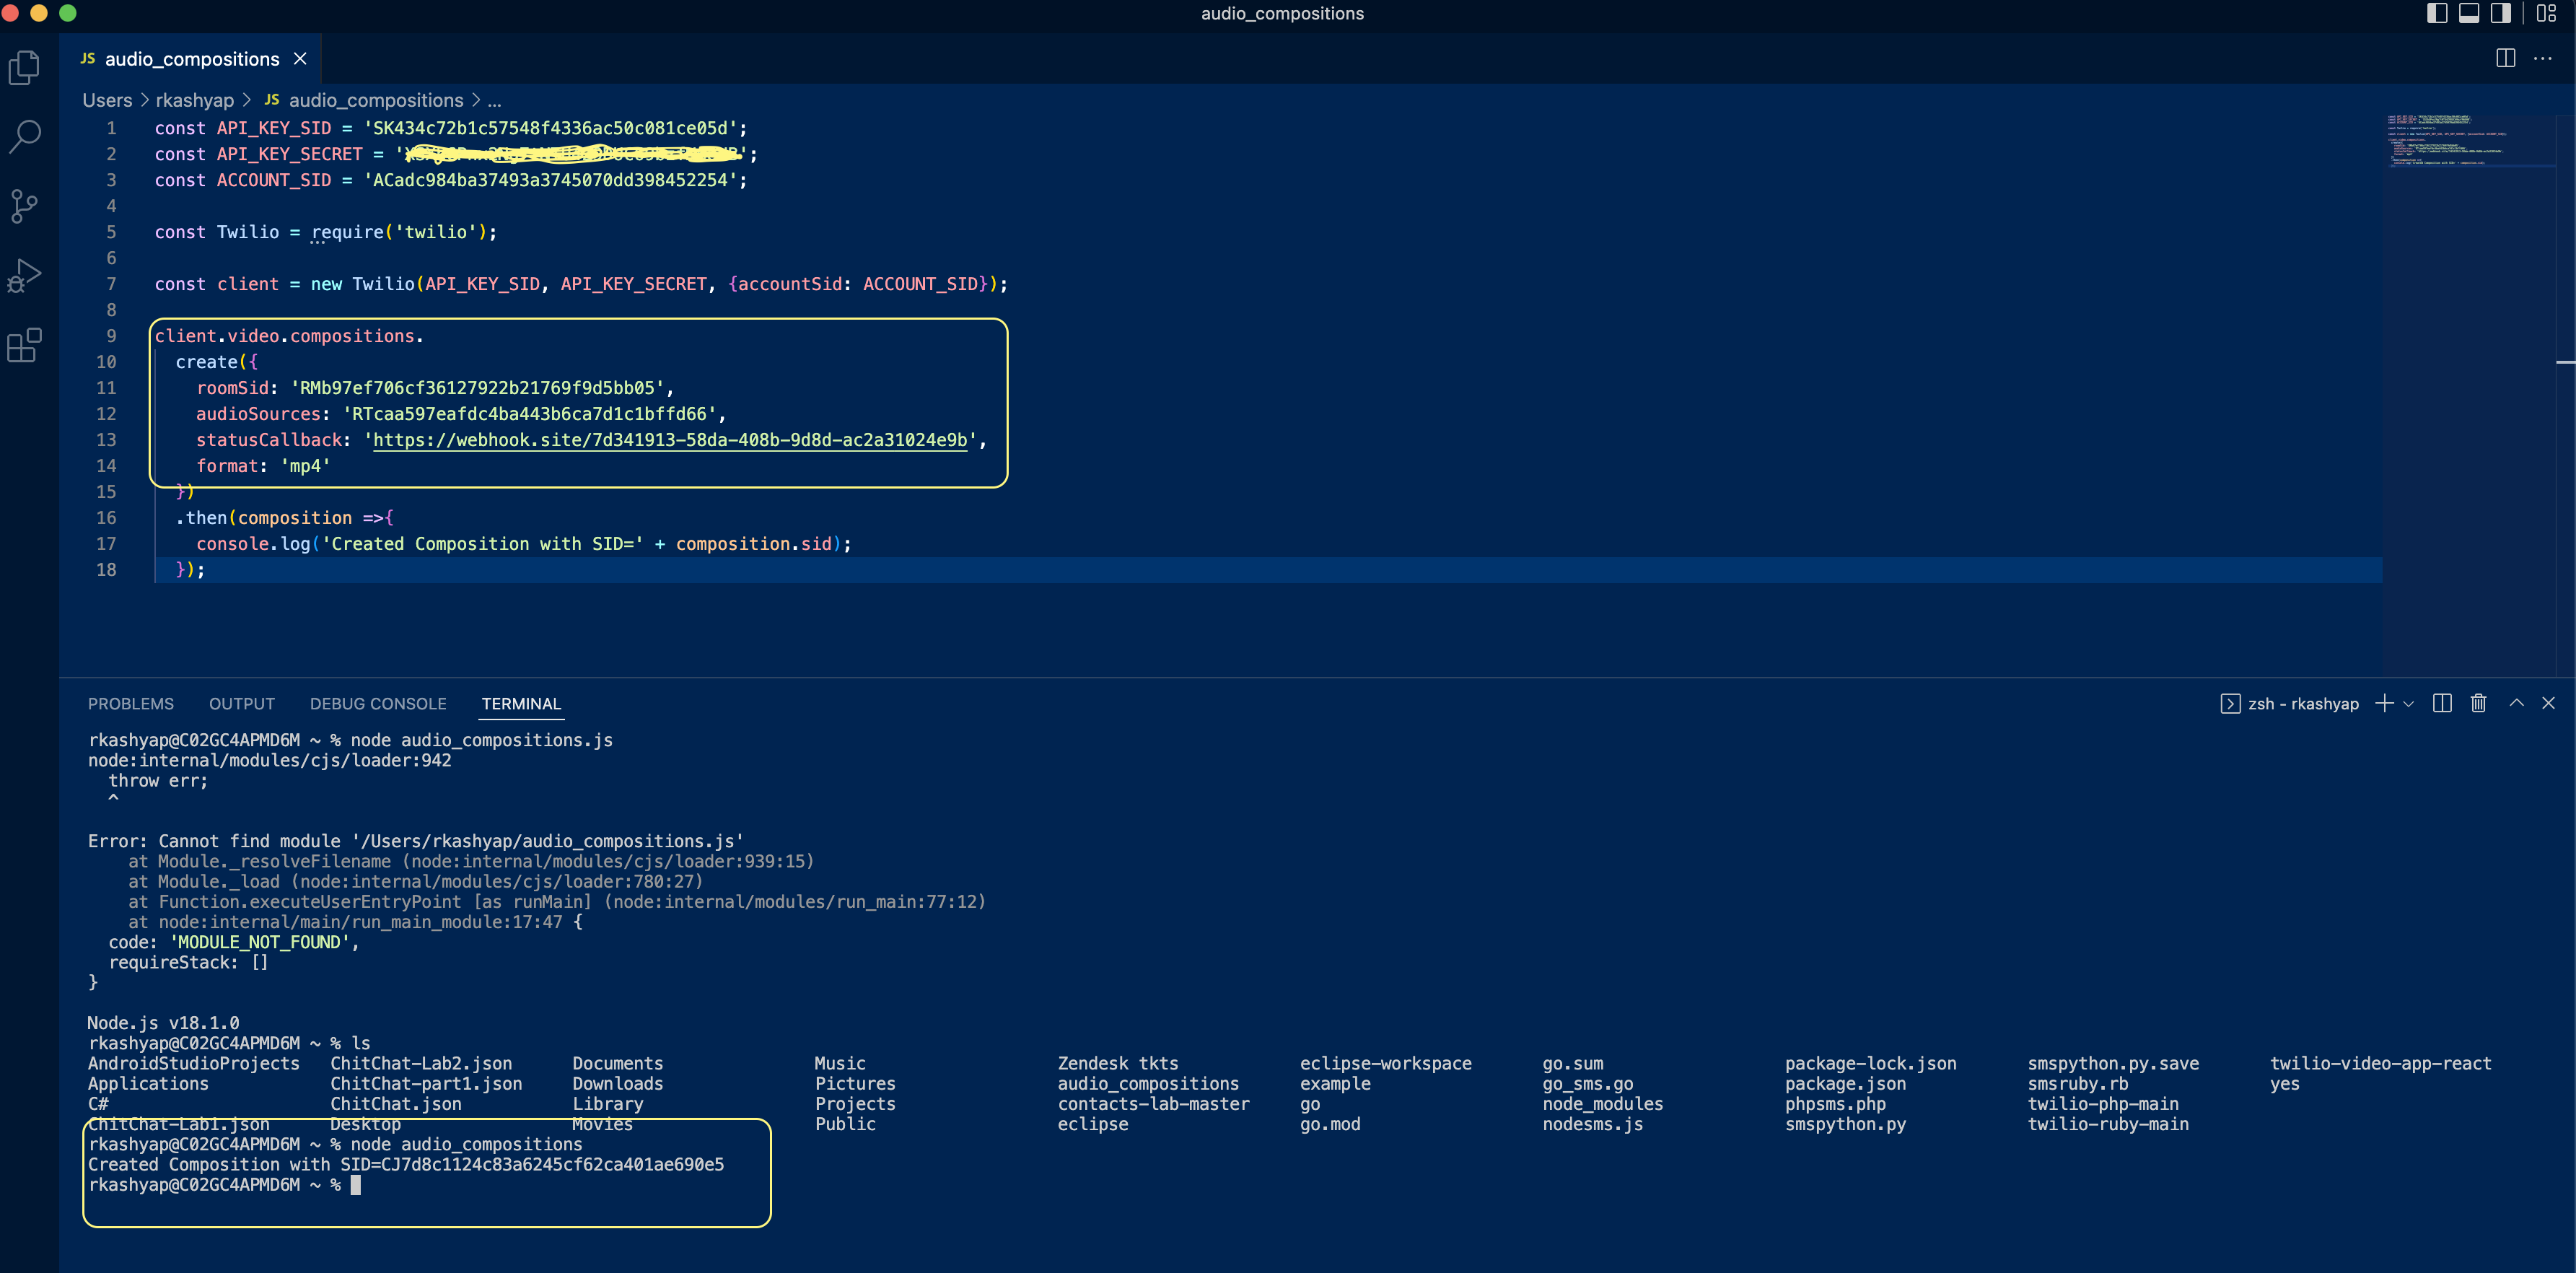 audio_compositions
JS audio_compositions
Users > rkashyap > JS audio_compositions > ...
1 const API_KEY_SID = 'SK434c72b1c57548f4336ac50c081ce05d';
2 const API_KEY_SECRET = '';
3 const ACCOUNT_SID = 'ACadc984ba37493a3745070dd398452254';
4
5 const Twilio = require('twilio');
6
7 const client = new Twilio(API_KEY_SID, API_KEY_SECRET, {accountSid: ACCOUNT_SID});
8
9 client.video.compositions.
10 create({
11 roomSid: 'RMb97ef706cf36127922b21769f9d5bb05',
12 audioSources: 'RTcaa597eafdc4ba443b6ca7d1c1bffd66',
13 statusCallback: 'https://webhook.site/7d341913-58da-408b-9d8d-ac2a31024e9b',
14 format: 'mp4'
15 })
16 .then(composition =>{
17 console.log('Created Composition with SID=' + composition.sid);
18 });
PROBLEMS OUTPUT DEBUG CONSOLE TERMINAL zsh - rkashyap
rkashyap@C02GC4APMD6M ~ % node audio_compositions.js
node:internal/modules/cjs/loader:942
throw err;
^
Error: Cannot find module '/Users/rkashyap/audio_compositions.js'
at Module._resolveFilename (node:internal/modules/cjs/loader:939:15)
at Module._load (node:internal/modules/cjs/loader:780:27)
at Function.executeUserEntryPoint [as runMain] (node:internal/modules/run_main:77:12)
at node:internal/main/run_main_module:17:47 {
code: 'MODULE_NOT_FOUND',
requireStack: []
}
Node.js v18.1.0
rkashyap@C02GC4APMD6M ~ % ls
AndroidStudioProjects ChitChat-Lab2.json Documents Music Zendesk tkts eclipse-workspace go.sum package-lock.json smspython.py.save twilio-video-app-react
Applications ChitChat-part1.json Downloads Pictures audio_compositions example go_sms.go package.json smsruby.rb yes
C# ChitChat.json Library Projects contacts-lab-master go node_modules phpsms.php twilio-php-main
ChitChat-Lab1.json Desktop Movies Public eclipse go.mod nodesms.js smspython.py twilio-ruby-main
rkashyap@C02GC4APMD6M ~ % node audio_compositions
Created Composition with SID=CJ7d8c1124c83a6245cf62ca401ae690e5
rkashyap@C02GC4APMD6M ~ %